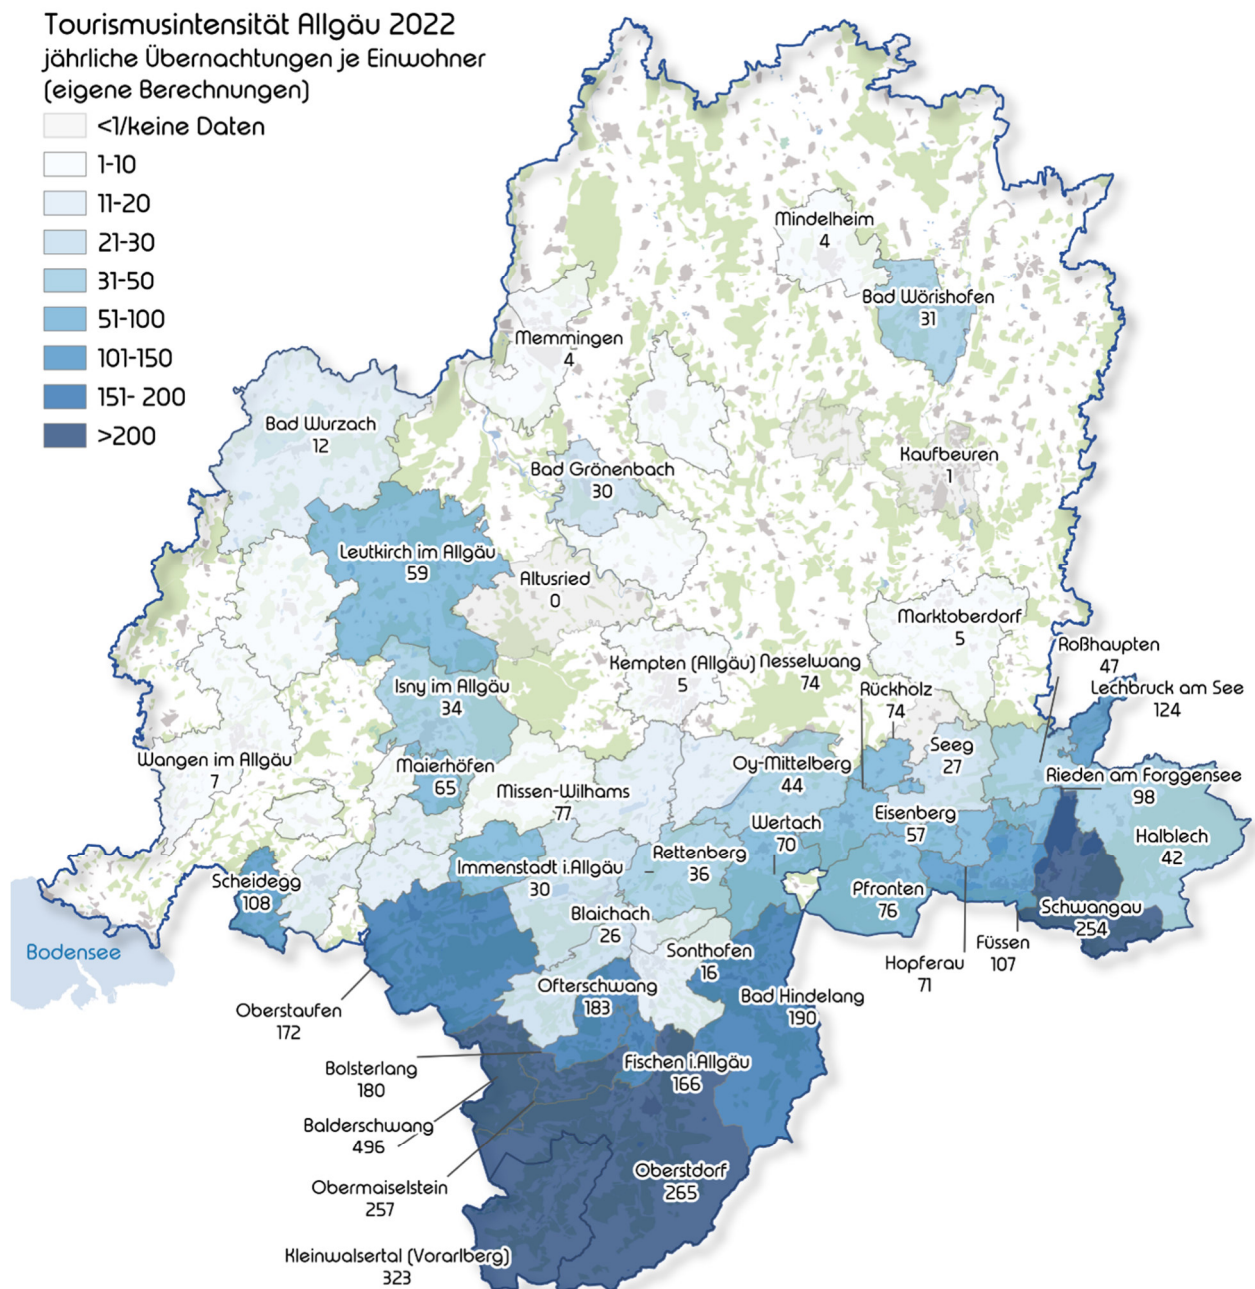 Tourismusintensität Allgäu 2022
jährliche Übernachtungen je Einwohner
(eigene Berechnungen)
<1/keine Daten
1-10
11-20
21-30
31-50
51-100
101-150
151- 200
>200
Mindelheim
4
Bad Wörishofen
31
Memmingen
4
Bad Wurzach
12
Bad Grönenbach
30
Kaufbeuren
1
Leutkirch im Allgäu
59
Altusried
0
Marktoberdorf
5
Roßhaupten
47
Kempten (Allgäu)
5
Nesselwang
74
Rückholz
74
Lechbruck am See
124
Isny im Allgäu
34
Wangen im Allgäu
7
Maierhöfen
65
Missen-Wilhams
77
Oy-Mittelberg
44
Seeg
27
Rieden am Forggensee
98
Eisenberg
57
Wertach
70
Halblech
42
Immenstadt i.Allgäu
30
Rettenberg
36
Scheidegg
108
Pfronten
76
Schwangau
254
Blaichach
26
Sonthofen
16
Füssen
107
Hopferau
71
Bodensee
Oberstaufen
172
Ofterschwang
183
Bad Hindelang
190
Bolsterlang
180
Fischen i.Allgäu
166
Balderschwang
496
Obermaiselstein
257
Oberstdorf
265
Kleinwalsertal (Vorarlberg)
323